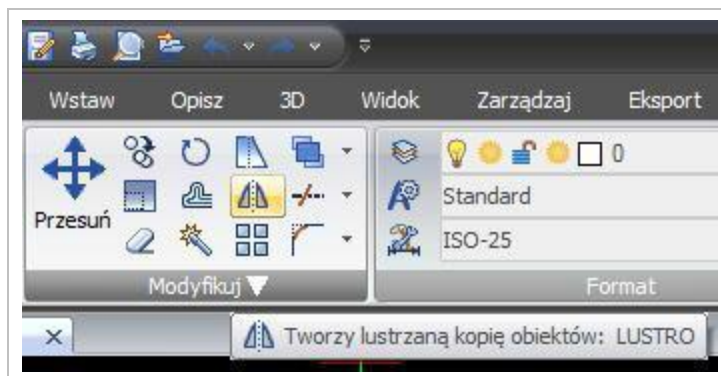 Wstaw Opisz 3D Widok Zarządzaj Eksport
0
Przesuń Standard
ISO-25
Modyfikuj Format
Tworzy lustrzaną kopię obiektów: LUSTRO